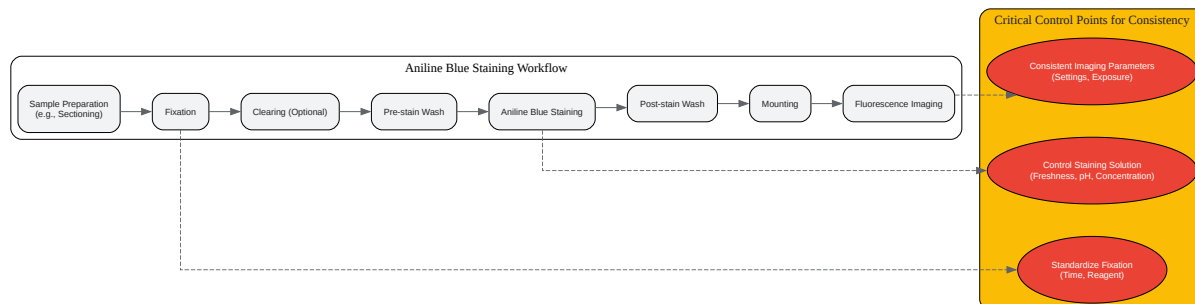 Critical Control Points for Consistency
Aniline Blue Staining Workflow
Sample Preparation
(e.g., Sectioning)
Fixation
Clearing (Optional)
Pre-stain Wash
Aniline Blue Staining
Post-stain Wash
Mounting
Fluorescence Imaging
Consistent Imaging Parameters
(Settings, Exposure)
Control Staining Solution
(Freshness, pH, Concentration)
Standardize Fixation
(Time, Reagent)